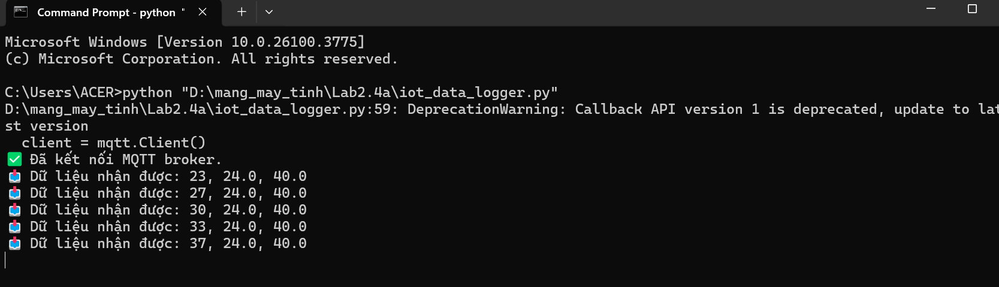 Command Prompt - python "
Microsoft Windows [Version 10.0.26100.3775]
(c) Microsoft Corporation. All rights reserved.
C:\Users\ACER>python "D:\mang_may_tinh\Lab2.4a\iot_data_logger.py"
D:\mang_may_tinh\Lab2.4a\iot_data_logger.py:59: DeprecationWarning: Callback API version 1 is deprecated, update to lat
st version
client = mqtt.Client()
✅ Đã kết nối MQTT broker.
📥 Dữ liệu nhận được: 23, 24.0, 40.0
📥 Dữ liệu nhận được: 27, 24.0, 40.0
📥 Dữ liệu nhận được: 30, 24.0, 40.0
📥 Dữ liệu nhận được: 33, 24.0, 40.0
📥 Dữ liệu nhận được: 37, 24.0, 40.0